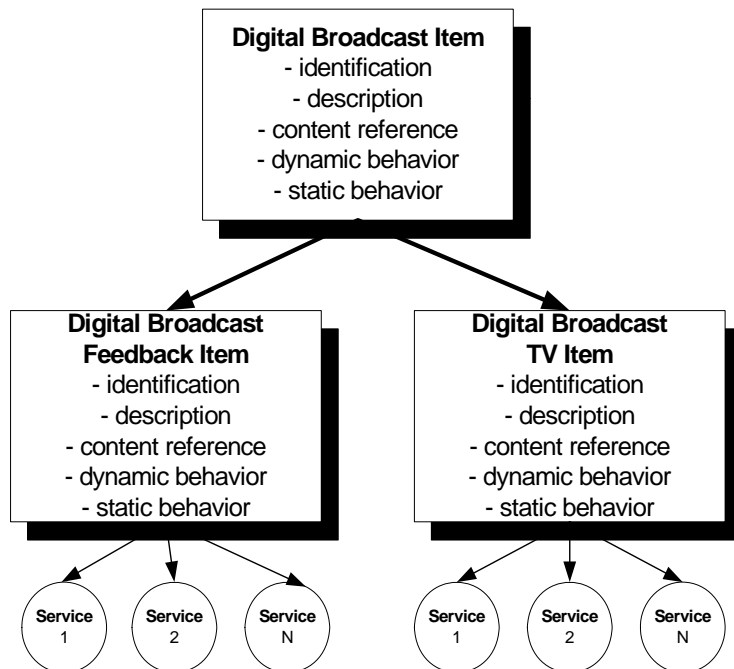 Digital Broadcast Item
- identification
- description
- content reference
- dynamic behavior
- static behavior
Digital Broadcast
Feedback Item
- identification
- description
- content reference
- dynamic behavior
- static behavior
Digital Broadcast
TV Item
- identification
- description
- content reference
- dynamic behavior
- static behavior
Service
1
Service
2
Service
N
Service
1
Service
2
Service
N